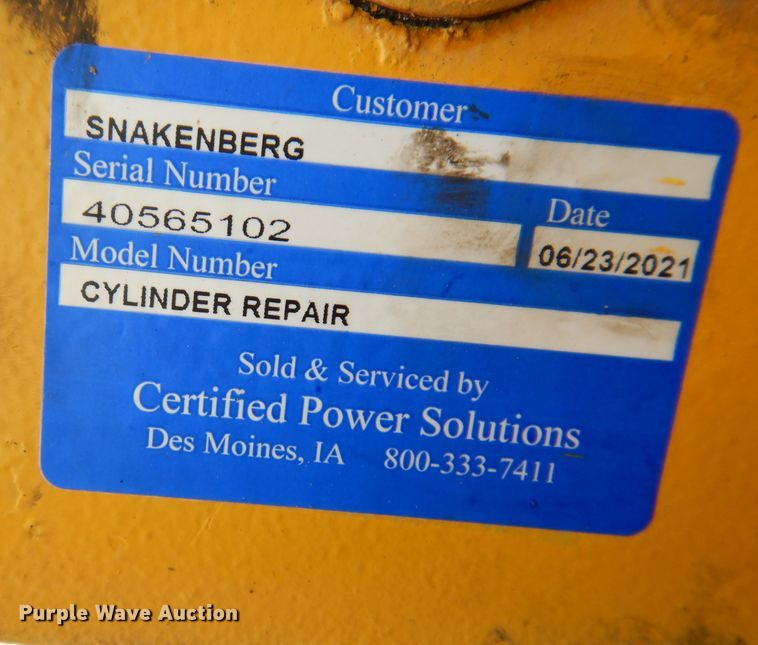 Customer
SNAKENBERG
Serial Number
40565102
Date
06/23/2021
Model Number
CYLINDER REPAIR
Sold & Serviced by
Certified Power Solutions
Des Moines, IA 800-333-7411
Purple Wave Auction